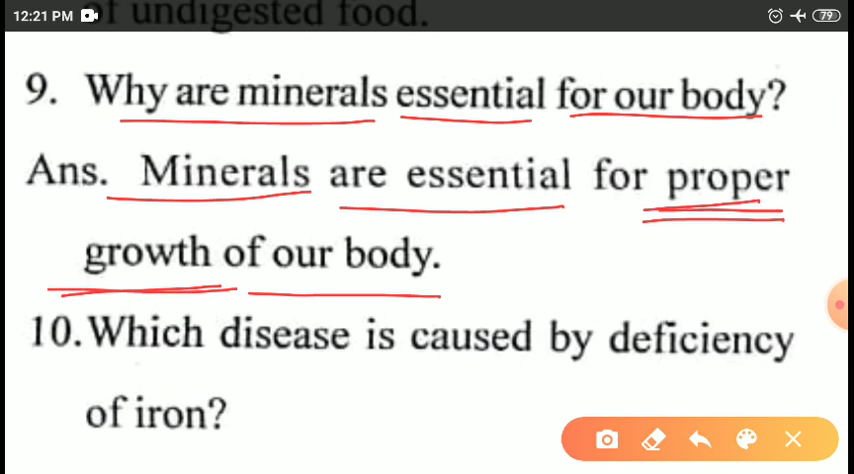 12:21 PM
79
of undigested food.
9. Why are minerals essential for our body?
Ans. Minerals are essential for proper
growth of our body.
10. Which disease is caused by deficiency
of iron?